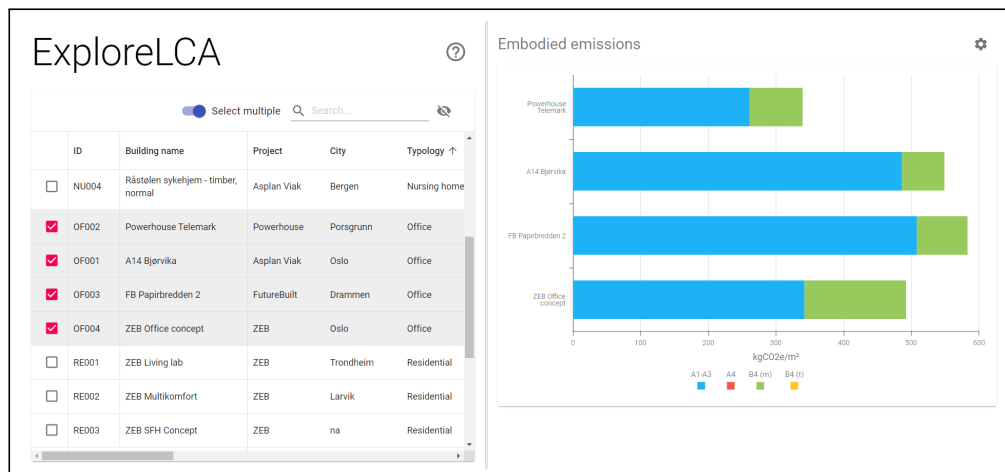 ExploreLCA
Select multiple
Search...
ID Building name Project City Typology
NU004 Råstølen sykehjem - timber, normal Asplan Viak Bergen Nursing home
OF002 Powerhouse Telemark Powerhouse Porsgrunn Office
OF001 A14 Bjørvika Asplan Viak Oslo Office
OF003 FB Papirbredden 2 FutureBuilt Drammen Office
OF004 ZEB Office concept ZEB Oslo Office
RE001 ZEB Living lab ZEB Trondheim Residential
RE002 ZEB Multikomfort ZEB Larvik Residential
RE003 ZEB SFH Concept ZEB na Residential
Embodied emissions
Powerhouse
Telemark
A14 Bjørvika
FB Papirbredden 2
ZEB Office
concept
0 100 200 300 400 500 600
kgCO2e/m²
A1-A3 A4 B4 (m) B4 (t)